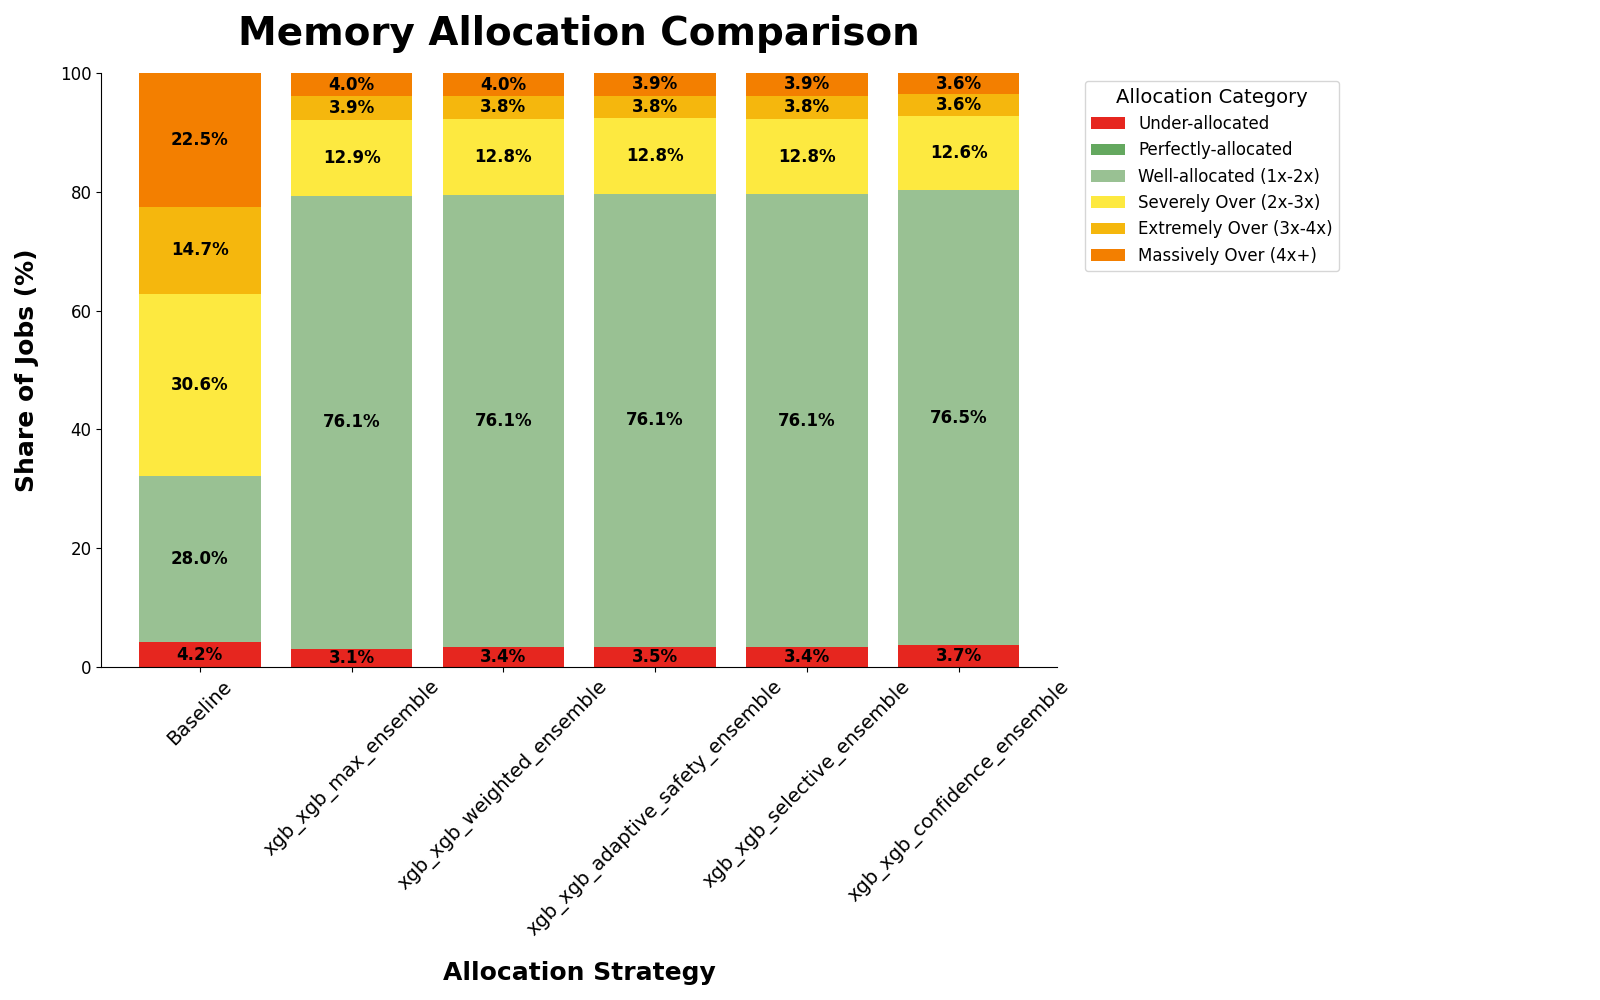 Memory Allocation Comparison
Share of Jobs (%)
100
80
60
40
20
0
22.5%
14.7%
30.6%
28.0%
4.2%
4.0%
3.9%
12.9%
76.1%
3.1%
4.0%
3.8%
12.8%
76.1%
3.4%
3.9%
3.8%
12.8%
76.1%
3.5%
3.9%
3.8%
12.8%
76.1%
3.4%
3.6%
3.6%
12.6%
76.5%
3.7%
Baseline
xgb_xgb_max_ensemble
xgb_xgb_weighted_ensemble
xgb_xgb_adaptive_safety_ensemble
xgb_xgb_selective_ensemble
xgb_xgb_confidence_ensemble
Allocation Strategy
Allocation Category
Under-allocated
Perfectly-allocated
Well-allocated (1x-2x)
Severely Over (2x-3x)
Extremely Over (3x-4x)
Massively Over (4x+)